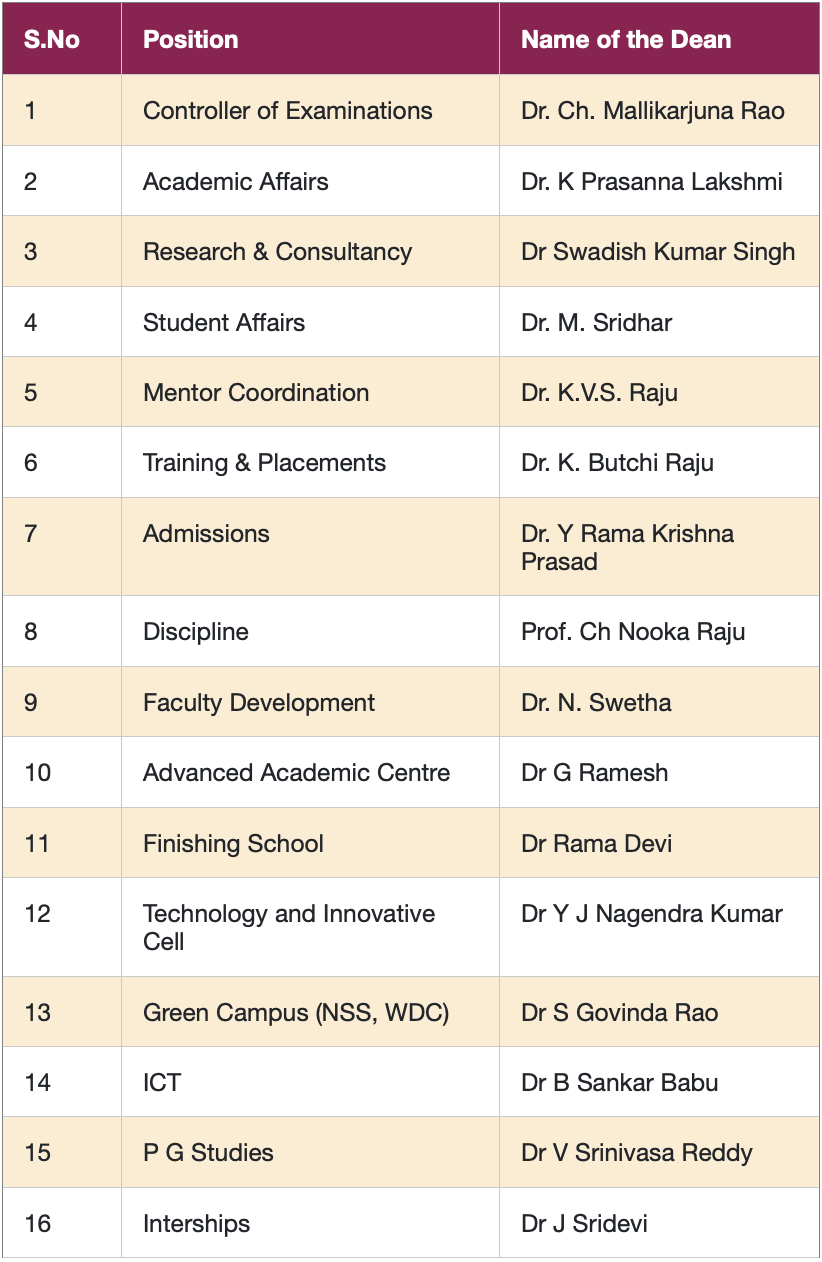 S.No Position Name of the Dean
1 Controller of Examinations Dr. Ch. Mallikarjuna Rao
2 Academic Affairs Dr. K Prasanna Lakshmi
3 Research & Consultancy Dr Swadish Kumar Singh
4 Student Affairs Dr. M. Sridhar
5 Mentor Coordination Dr. K.V.S. Raju
6 Training & Placements Dr. K. Butchi Raju
7 Admissions Dr. Y Rama Krishna
Prasad
8 Discipline Prof. Ch Nooka Raju
9 Faculty Development Dr. N. Swetha
10 Advanced Academic Centre Dr G Ramesh
11 Finishing School Dr Rama Devi
12 Technology and Innovative Dr Y J Nagendra Kumar
Cell
13 Green Campus (NSS, WDC) Dr S Govinda Rao
14 ICT Dr B Sankar Babu
15 P G Studies Dr V Srinivasa Reddy
16 Interships Dr J Sridevi